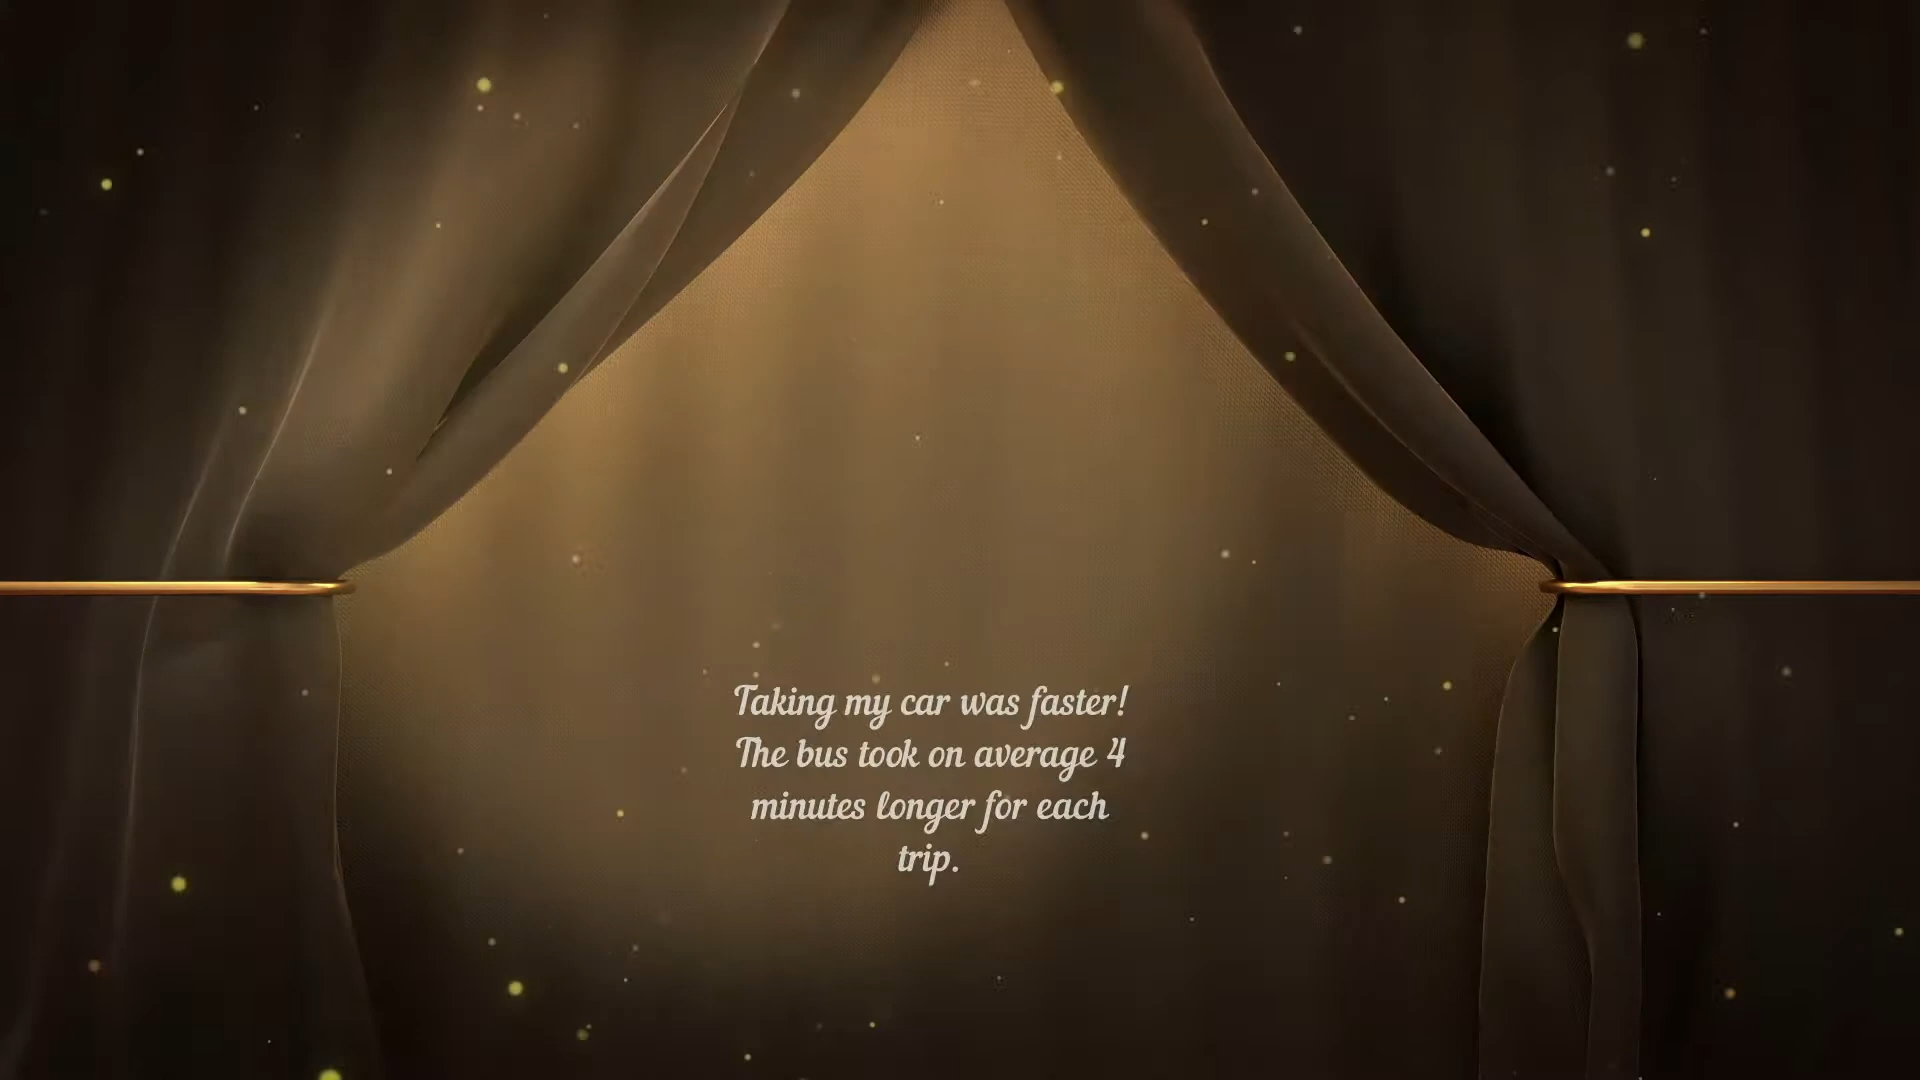 Taking my car was faster!
The bus took on average 4
minutes longer for each
trip.